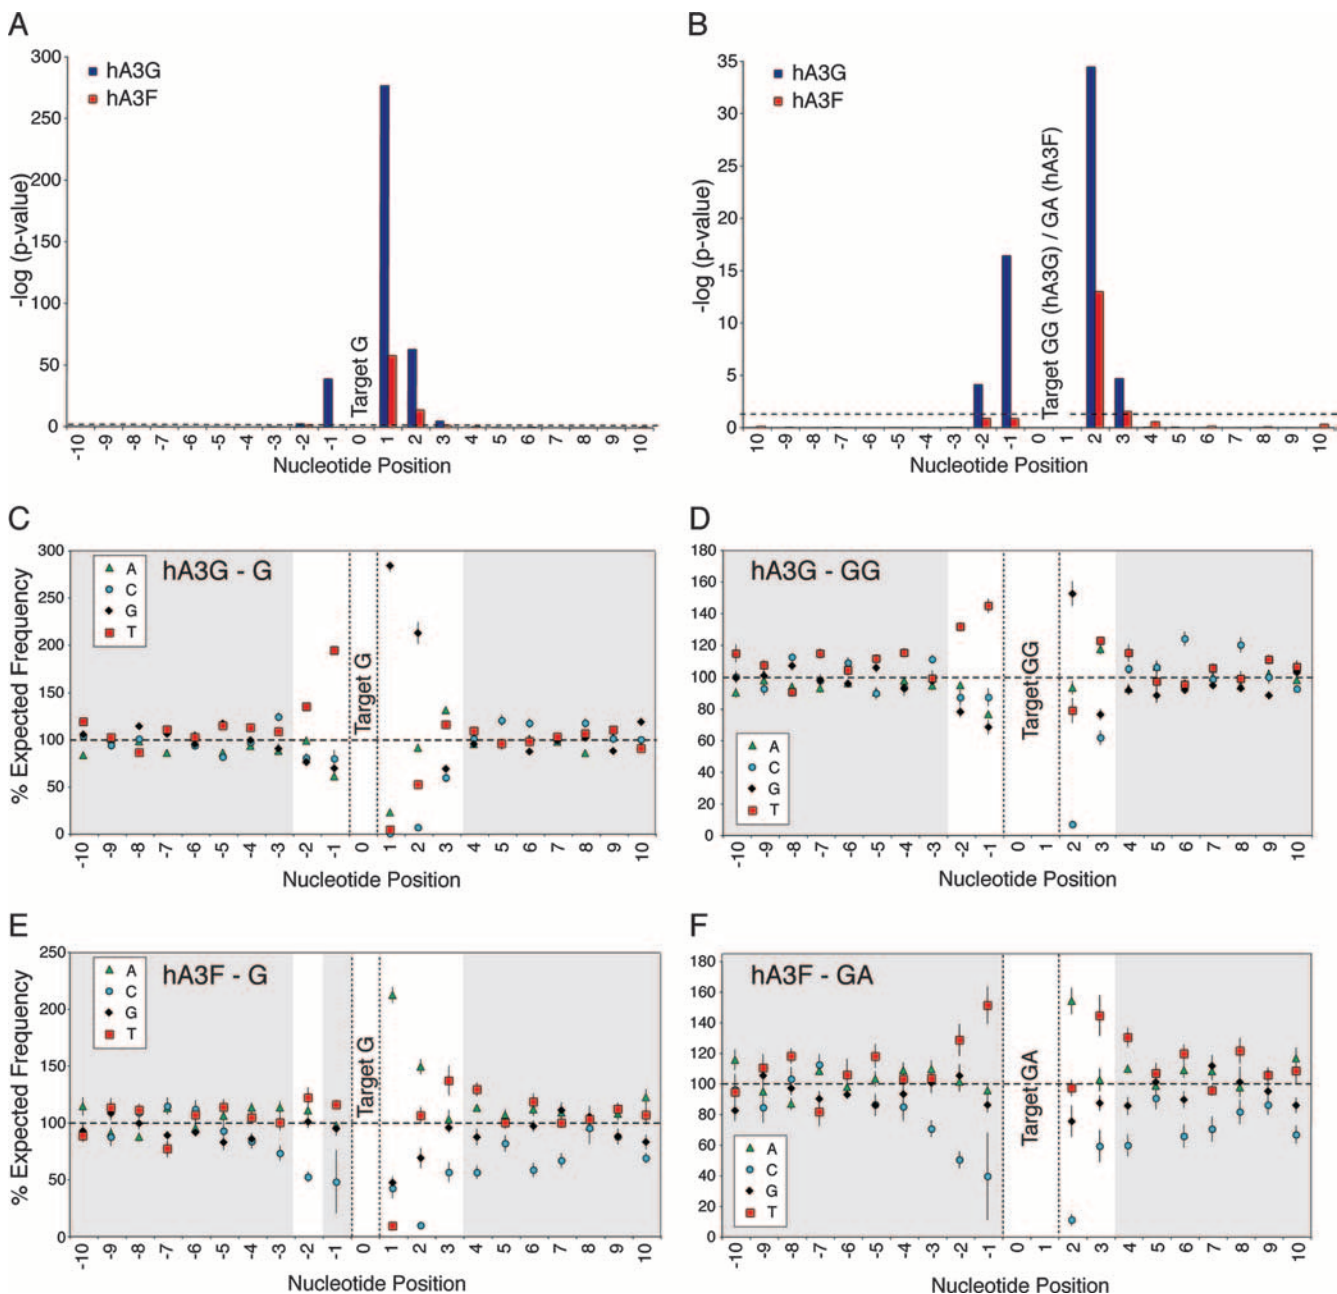 A
300
250
200
150
100
50
0
-log (p-value)
hA3G
hA3F
Target G
-10 -9 -8 -7 -6 -5 -4 -3 -2 -1 0 1 2 3 4 5 6 7 8 9 10
Nucleotide Position
B
35
30
25
20
15
10
5
0
-log (p-value)
hA3G
hA3F
Target GG (hA3G) / GA (hA3F)
10 -9 -8 -7 -6 -5 -4 -3 -2 -1 0 1 2 3 4 5 6 7 8 9 10
Nucleotide Position
C
300
250
200
150
100
50
0
% Expected Frequency
A
C
G
T
hA3G - G
Target G
-10 -9 -8 -7 -6 -5 -4 -3 -2 -1 0 1 2 3 4 5 6 7 8 9 10
Nucleotide Position
D
180
160
140
120
100
80
60
40
20
0
hA3G - GG
A
C
G
T
Target GG
-10 -9 -8 -7 -6 -5 -4 -3 -2 -1 0 1 2 3 4 5 6 7 8 9 10
Nucleotide Position
E
250
200
150
100
50
0
% Expected Frequency
A
C
G
T
hA3F - G
Target G
-10 -9 -8 -7 -6 -5 -4 -3 -2 -1 0 1 2 3 4 5 6 7 8 9 10
Nucleotide Position
F
180
160
140
120
100
80
60
40
20
0
hA3F - GA
A
C
G
T
Target GA
-10 -9 -8 -7 -6 -5 -4 -3 -2 -1 0 1 2 3 4 5 6 7 8 9 10
Nucleotide Position